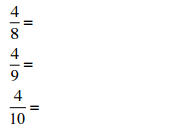 4/8 =
4/9 =
4/10 =